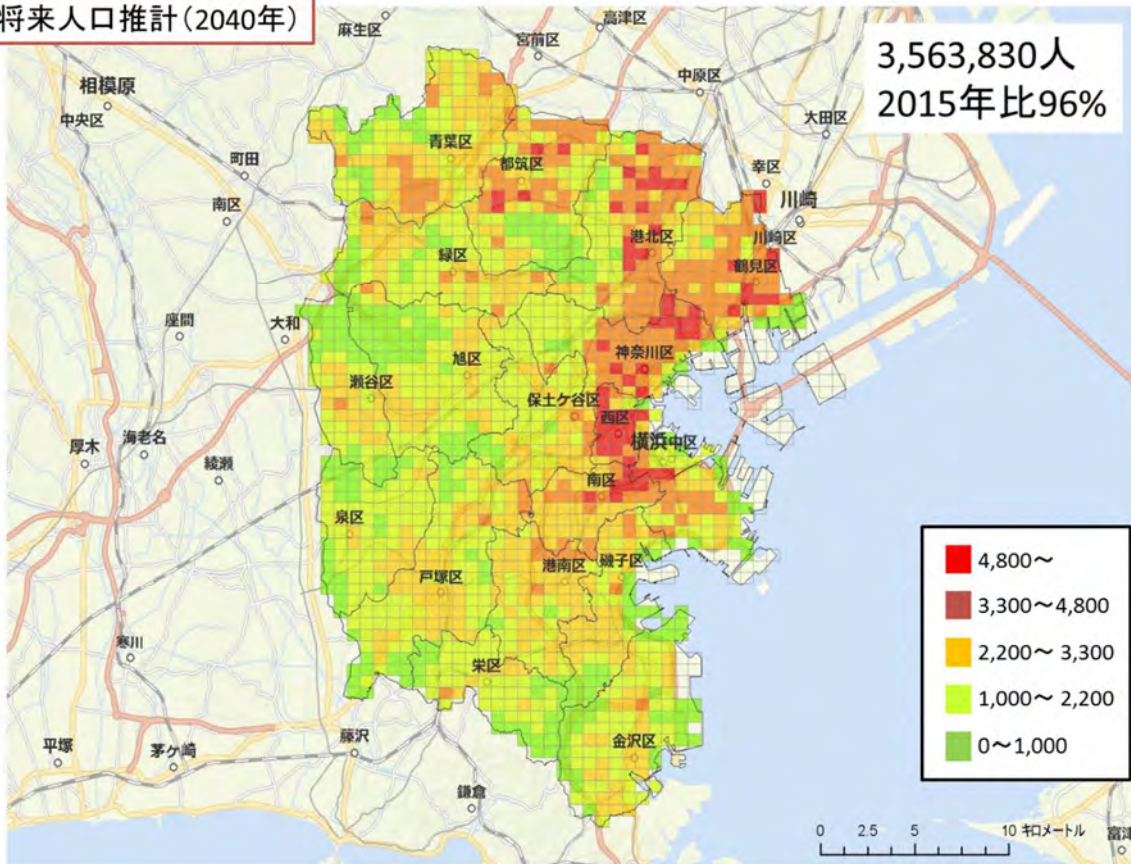 将来人口推計(2040年)
3,563,830人
2015年比96%
麻生区
高津区
宮前区
相模原
中央区
中原区
大田区
町田
青葉区
都筑区
幸区
南区
川崎
川崎区
港北区
鶴見区
緑区
座間
大和
旭区
神奈川区
瀬谷区
保土ケ谷区
西区
厚木
海老名
綾瀬
横浜
中区
南区
泉区
戸塚区
港南区
磯子区
寒川
栄区
平塚
茅ケ崎
藤沢
金沢区
鎌倉
4,800～
3,300～4,800
2,200～ 3,300
1,000～ 2,200
0～1,000
0 2.5 5 10 キロメートル
富津